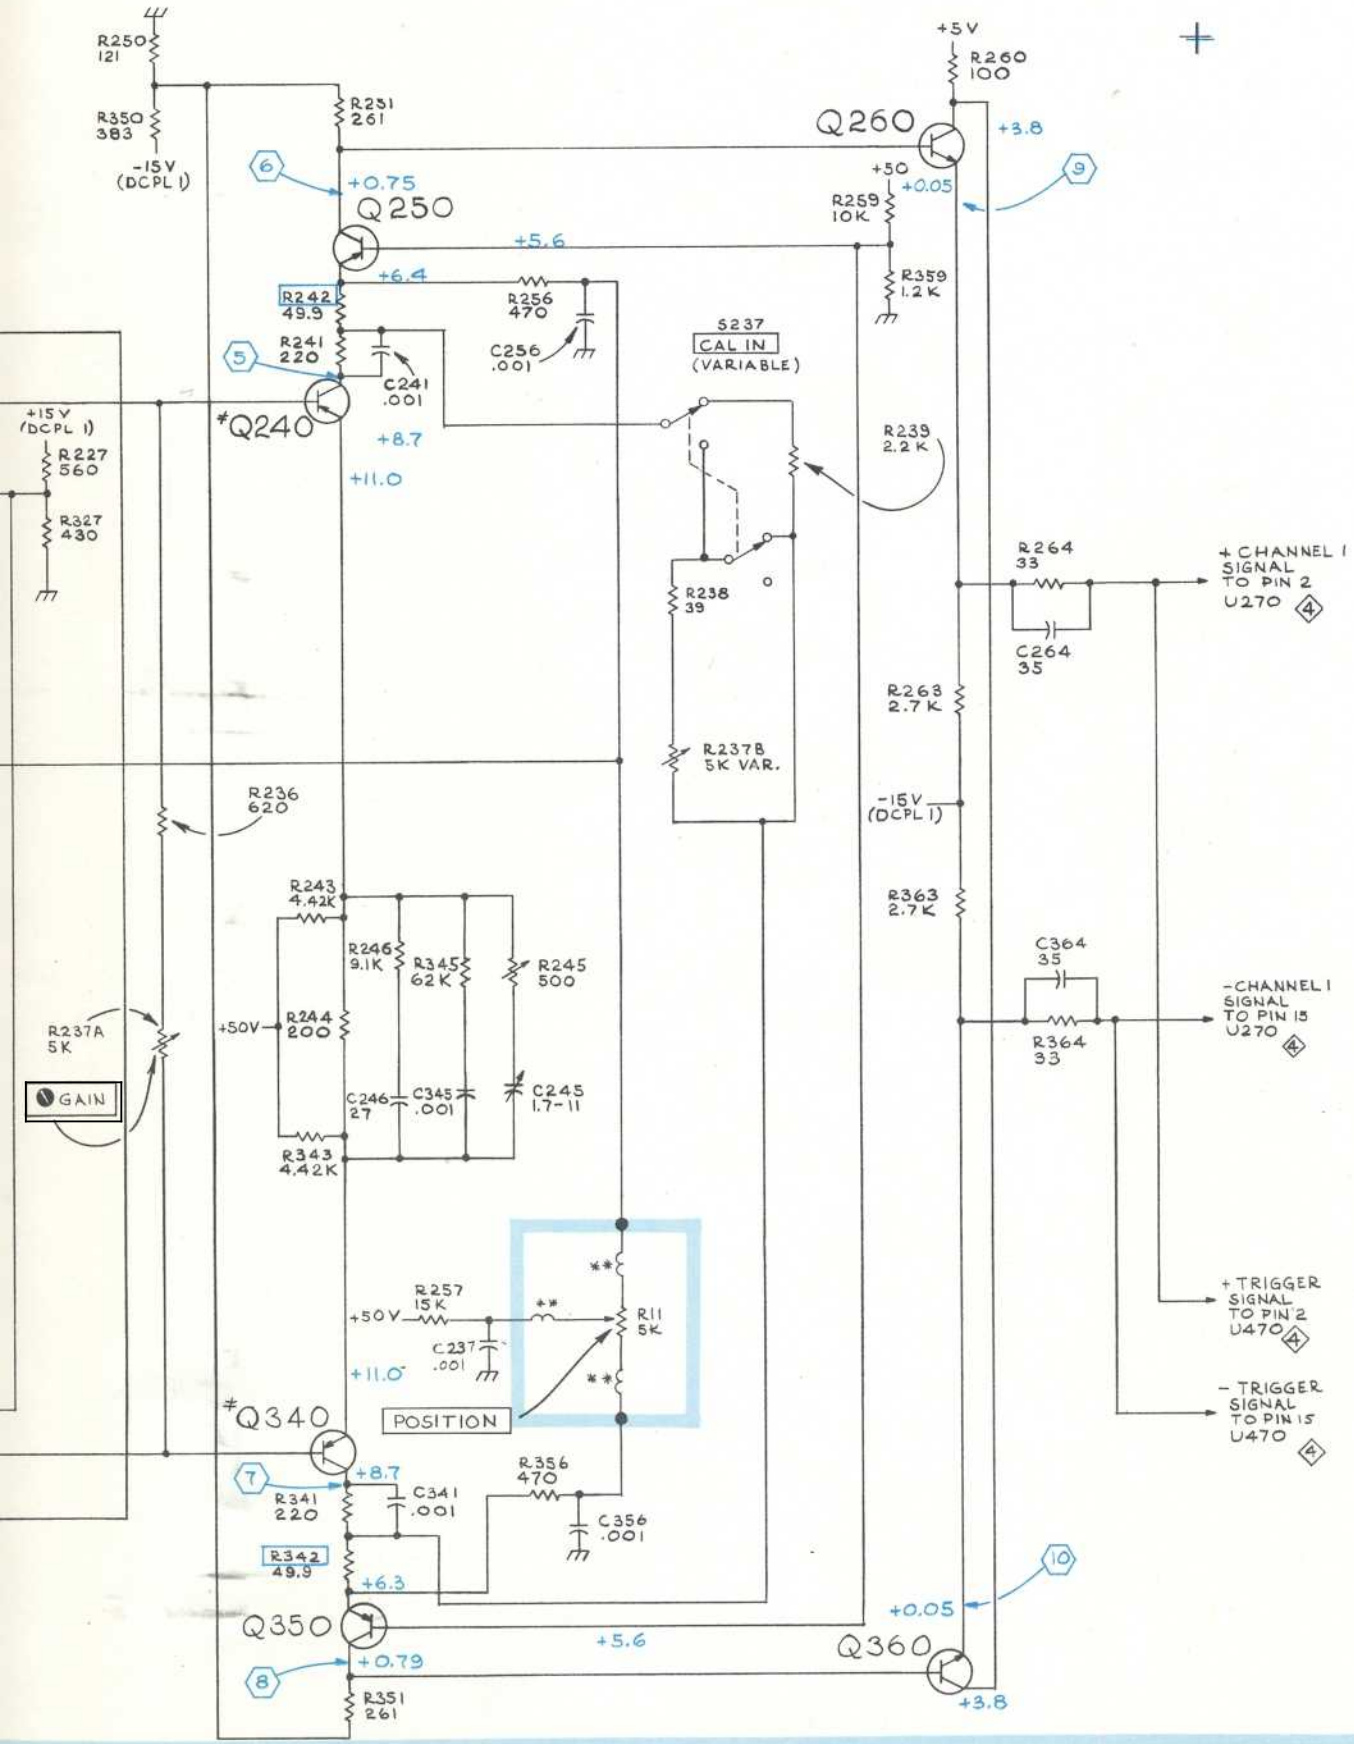 R250
121
R350
383
-15V
(DCPL 1)
R251
261
6
+0.75
Q250
+5.6
+6.4
R242
49.9
R241
220
5
R256
470
C256
.001
C241
.001
#Q240
+8.7
+11.0
+15V
(DCPL 1)
R227
560
R327
430
+5V
R260
100
Q260
+3.8
+50
+0.05
9
R259
10K
R359
1.2K
S237
CAL IN
(VARIABLE)
R239
2.2K
R238
39
R237B
5K VAR.
R264
33
C264
35
+ CHANNEL 1
SIGNAL
TO PIN 2
U270 4
R263
2.7K
-15V
(DCPL 1)
R363
2.7K
C364
35
R364
33
-CHANNEL 1
SIGNAL
TO PIN 15
U270 4
R236
620
R237A
5K
GAIN
R243
4.42K
R246
9.1K
R345
62K
R245
500
+50V
R244
200
C246
27
C345
.001
C245
1.7-11
R343
4.42K
**
R257
15K
+50V
**
R11
5K
C237
.001
**
+11.0
POSITION
+ TRIGGER
SIGNAL
TO PIN 2
U470 4
- TRIGGER
SIGNAL
TO PIN 15
U470 4
#Q340
7
+8.7
R341
220
C341
.001
R356
470
C356
.001
R342
49.9
+6.3
Q350
+5.6
8
+0.79
R351
261
10
+0.05
Q360
+3.8